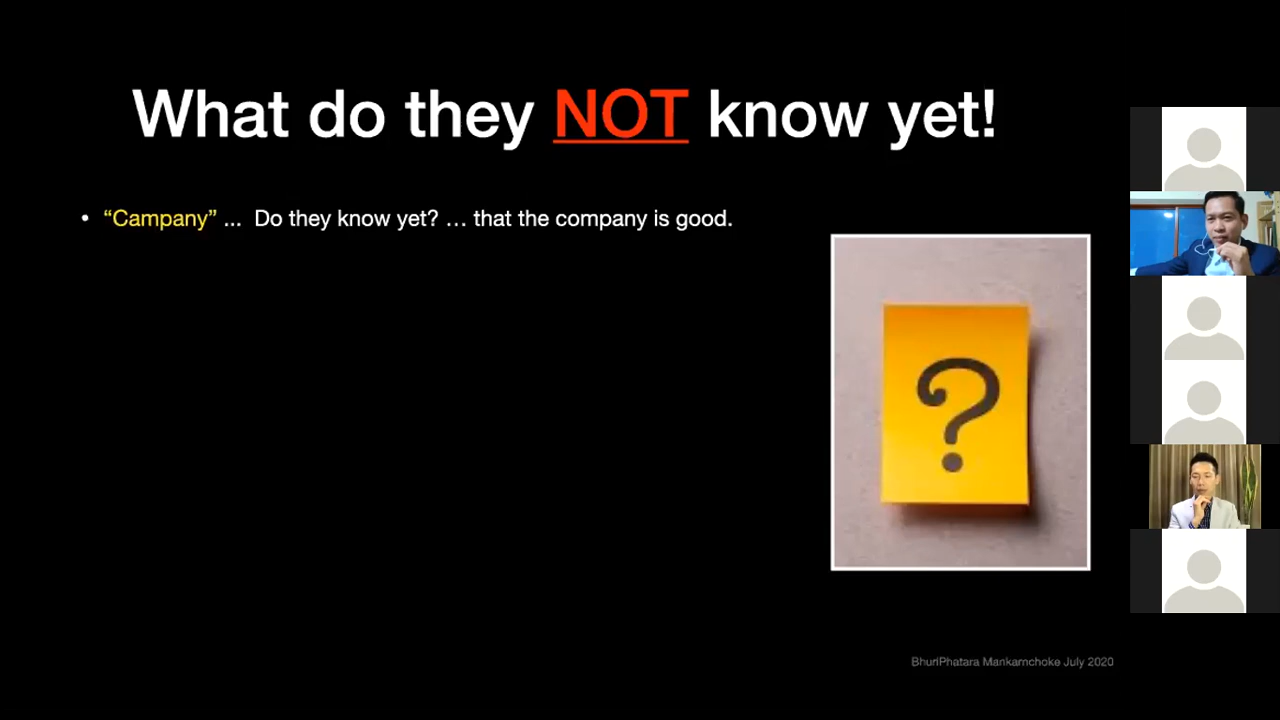 What do they NOT know yet!
• “Campany” ... Do they know yet? … that the company is good.
?
BhuriPhatara Mankarnchoke July 2020